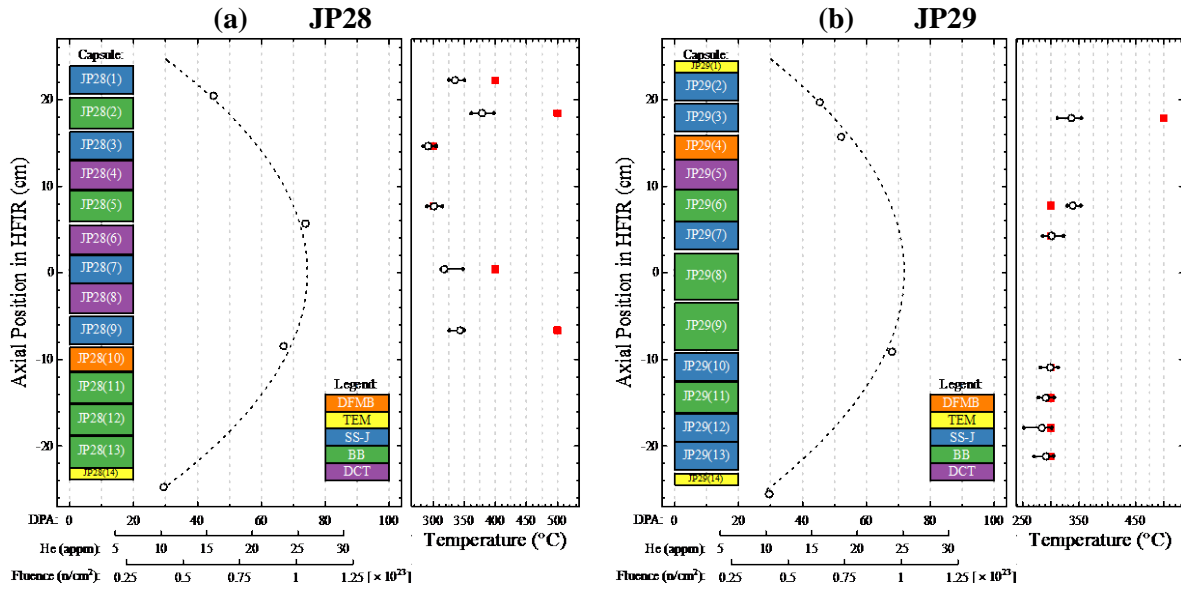 (a) JP28
(b) JP29
Capsule:
JP28(1)
JP28(2)
JP28(3)
JP28(4)
JP28(5)
JP28(6)
JP28(7)
JP28(8)
JP28(9)
JP28(10)
JP28(11)
JP28(12)
JP28(13)
JP28(14)
Axial Position in HFIR (cm)
20
10
0
-10
-20
Legend:
DFMB
TEM
SS-J
BB
DCT
DPA: 0 20 40 60 80 100
He (appm): 5 10 15 20 25 30
Fluence (n/cm²): 0.25 0.5 0.75 1 1.25 [ × 10²³]
300 350 400 450 500
Temperature (°C)
Capsule:
JP29(1)
JP29(2)
JP29(3)
JP29(4)
JP29(5)
JP29(6)
JP29(7)
JP29(8)
JP29(9)
JP29(10)
JP29(11)
JP29(12)
JP29(13)
JP29(14)
Axial Position in HFIR (cm)
20
10
0
-10
-20
Legend:
DFMB
TEM
SS-J
BB
DCT
DPA: 0 20 40 60 80 100
He (appm): 5 10 15 20 25 30
Fluence (n/cm²): 0.25 0.5 0.75 1 1.25 [ × 10²³]
250 350 450
Temperature (°C)